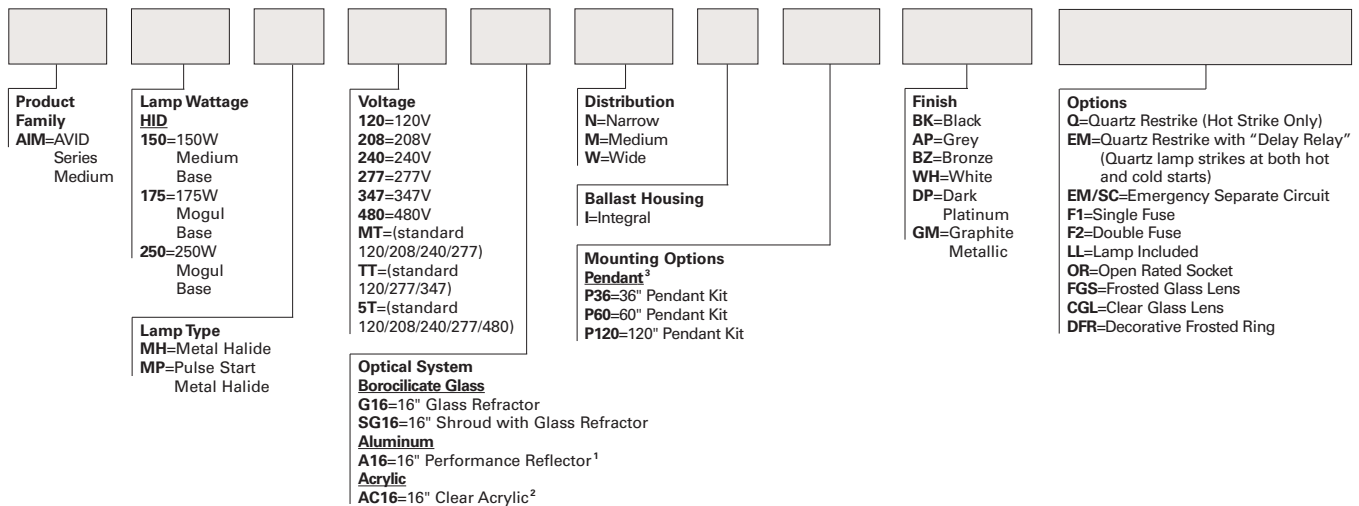 Product
Family
AIM=AVID
Series
Medium
Lamp Wattage
HID
150=150W
Medium
Base
175=175W
Mogul
Base
250=250W
Mogul
Base
Lamp Type
MH=Metal Halide
MP=Pulse Start
Metal Halide
Voltage
120=120V
208=208V
240=240V
277=277V
347=347V
480=480V
MT=(standard
120/208/240/277)
TT=(standard
120/277/347)
5T=(standard
120/208/240/277/480)
Optical System
Borocilicate Glass
G16=16" Glass Refractor
SG16=16" Shroud with Glass Refractor
Aluminum
A16=16" Performance Reflector¹
Acrylic
AC16=16" Clear Acrylic²
Distribution
N=Narrow
M=Medium
W=Wide
Ballast Housing
I=Integral
Mounting Options
Pendant³
P36=36" Pendant Kit
P60=60" Pendant Kit
P120=120" Pendant Kit
Finish
BK=Black
AP=Grey
BZ=Bronze
WH=White
DP=Dark
Platinum
GM=Graphite
Metallic
Options
Q=Quartz Restrike (Hot Strike Only)
EM=Quartz Restrike with “Delay Relay”
(Quartz lamp strikes at both hot
and cold starts)
EM/SC=Emergency Separate Circuit
F1=Single Fuse
F2=Double Fuse
LL=Lamp Included
OR=Open Rated Socket
FGS=Frosted Glass Lens
CGL=Clear Glass Lens
DFR=Decorative Frosted Ring